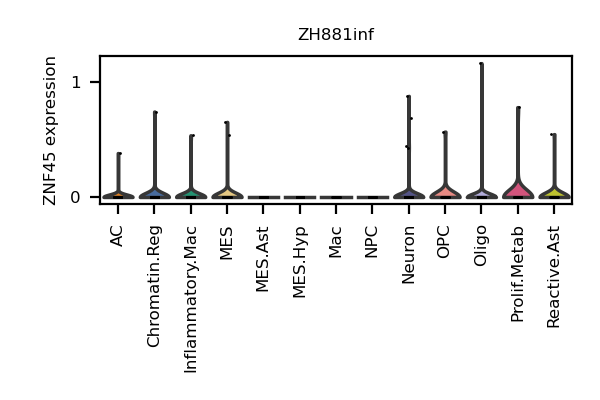 ZH881inf
ZNF45 expression
1
0
AC
Chromatin.Reg
Inflammatory.Mac
MES
MES.Ast
MES.Hyp
Mac
NPC
Neuron
OPC
Oligo
Prolif.Metab
Reactive.Ast